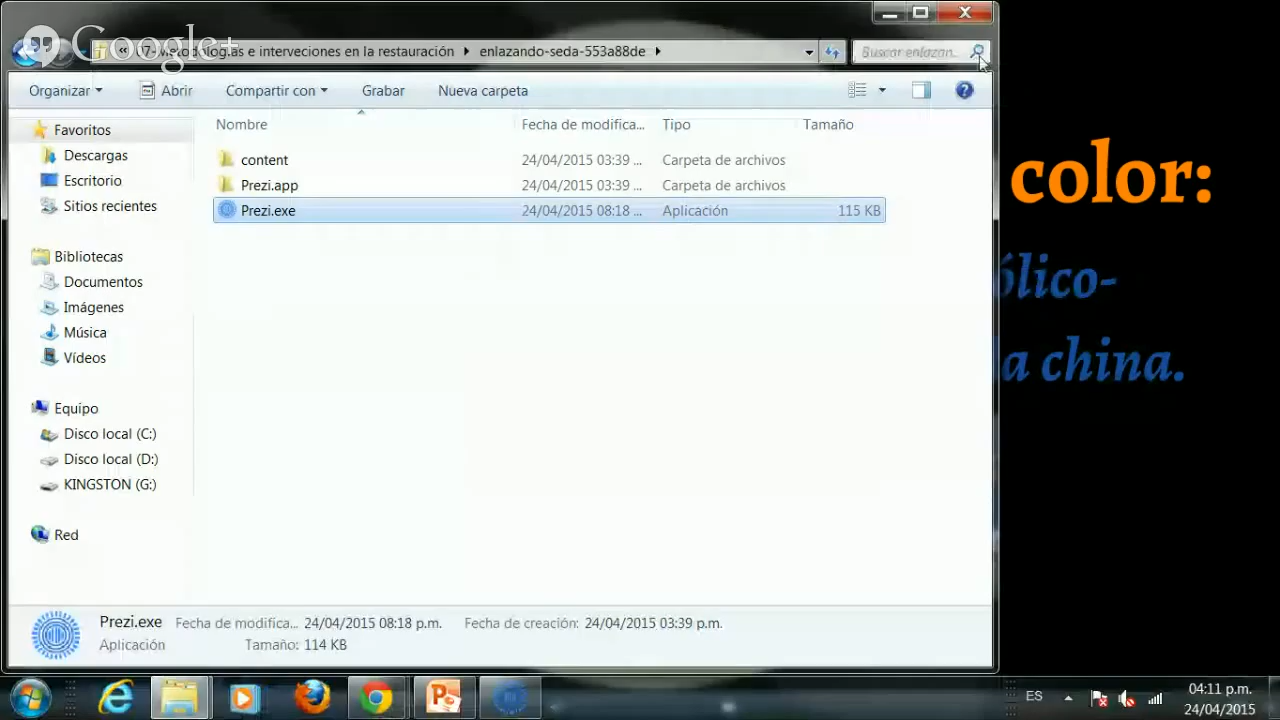 Google+
« e interveciones en la restauración ▸ enlazando-seda-553a88de ▸
Buscar enlazan...
Organizar
Abrir
Compartir con
Grabar
Nueva carpeta
Nombre
Fecha de modifica...
Tipo
Tamaño
Favoritos
Descargas
Escritorio
Sitios recientes
Bibliotecas
Documentos
Imágenes
Música
Vídeos
Equipo
Disco local (C:)
Disco local (D:)
KINGSTON (G:)
Red
content 24/04/2015 03:39 ... Carpeta de archivos
Prezi.app 24/04/2015 03:39 ... Carpeta de archivos
Prezi.exe 24/04/2015 08:18 ... Aplicación 115 KB
color:
ólico-
a china.
Prezi.exe Fecha de modifica... 24/04/2015 08:18 p.m. Fecha de creación: 24/04/2015 03:39 p.m.
Aplicación Tamaño: 114 KB
ES
04:11 p.m.
24/04/2015